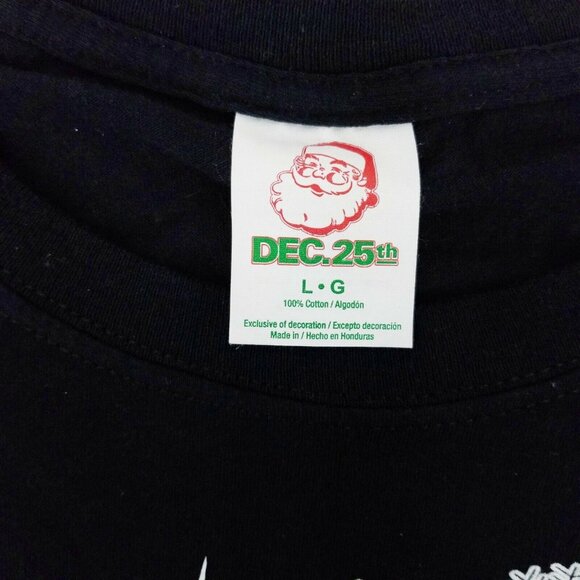 DEC.25th
L • G
100% Cotton / Algodón
Exclusive of decoration / Excepto decoración
Made in / Hecho en Honduras